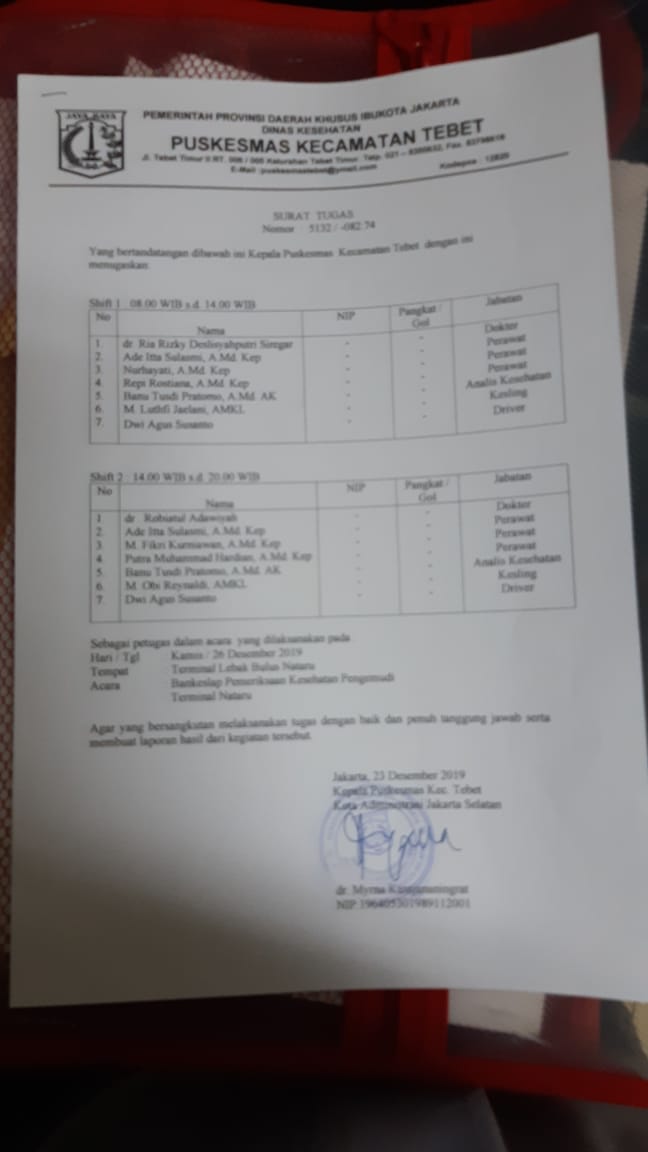 JAYA RAYA
PEMERINTAH PROVINSI DAERAH KHUSUS IBUKOTA JAKARTA
DINAS KESEHATAN
PUSKESMAS KECAMATAN TEBET
Jl. Tebet Timur II RT. 006 / 005 Kelurahan Tebet Timur. Telp. 021 – Fax.
E-Mail : Kodepos : 12820
SURAT TUGAS
Nomor : 5132 / -082.74
Yang bertandatangan dibawah ini Kepala Puskesmas Kecamatan Tebet dengan ini
menugaskan:
Shift 1 : 08.00 WIB s.d. 14.00 WIB
No Nama NIP Pangkat / Gol Jabatan
1. dr. Ria Rizky Deslisyahputri Siregar - - Dokter
2. Ade Itta Sulasmi, A.Md. Kep - - Perawat
3. Nurhayati, A.Md. Kep - - Perawat
4. Repi Rostiana, A.Md. Kep - - Perawat
5. Banu Tusdi Pratomo, A.Md. AK - - Analis Kesehatan
6. M. Luthfi Jaelani, AMKL - - Kesling
7. Dwi Agus Susanto - - Driver
Shift 2 : 14.00 WIB s.d. 20.00 WIB
No Nama NIP Pangkat / Gol Jabatan
1. dr. Robiatul Adawiyah - - Dokter
2. Ade Itta Sulasmi, A.Md. Kep - - Perawat
3. M. Fikri Kurniawan, A.Md. Kep - - Perawat
4. Putra Muhammad Hardian, A.Md. Kep - - Perawat
5. Banu Tusdi Pratomo, A.Md. AK - - Analis Kesehatan
6. M. Obi Reynaldi, AMKL - - Kesling
7. Dwi Agus Susanto - - Driver
Sebagai petugas dalam acara yang dilaksanakan pada
Hari / Tgl : Kamis / 26 Desember 2019
Tempat : Terminal Lebak Bulus Nataru
Acara : Bankeslap Pemeriksaan Kesehatan Pengemudi
Terminal Nataru
Agar yang bersangkutan melaksanakan tugas dengan baik dan penuh tanggung jawab serta
membuat laporan hasil dari kegiatan tersebut.
Jakarta, 23 Desember 2019
Kepala Puskesmas Kec. Tebet
Kota Administrasi Jakarta Selatan
dr. Myrna
NIP 196405301989112001